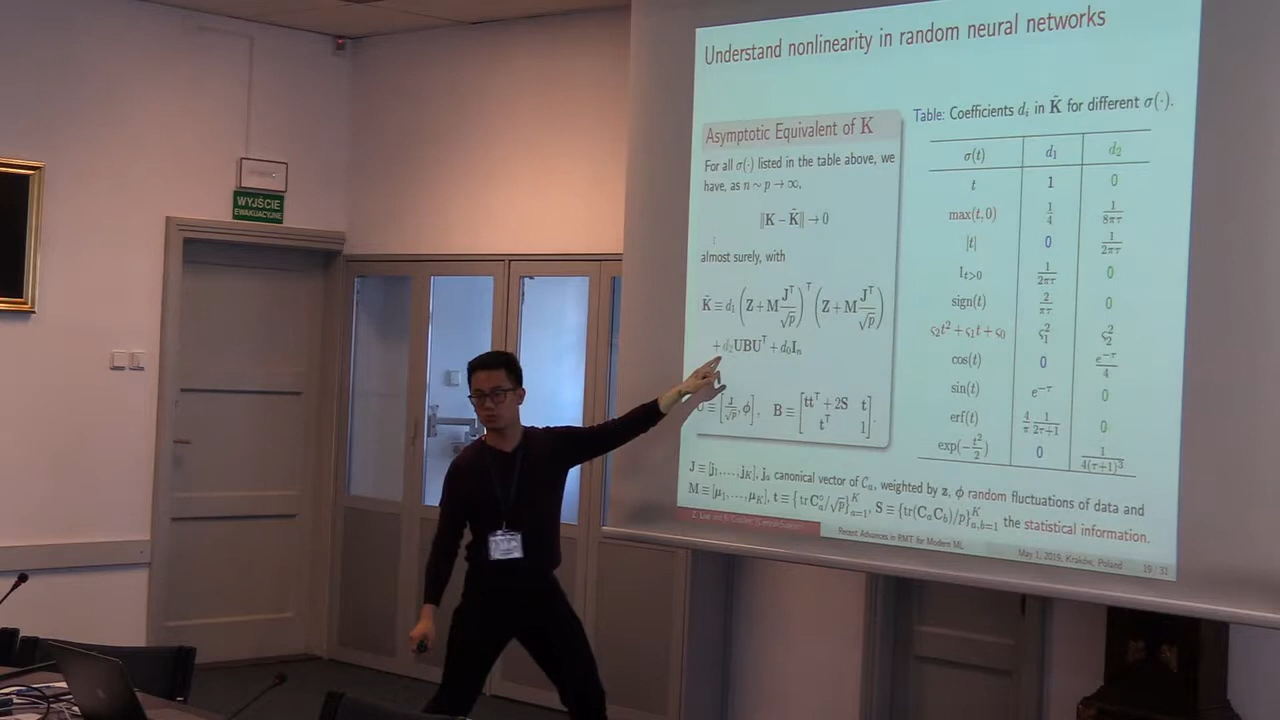 WYJŚCIE
EWAKUACYJNE
Understand nonlinearity in random neural networks
Asymptotic Equivalent of K
For all σ(·) listed in the table above, we
have, as n ∼ p → ∞,
‖K − K̃‖ → 0
almost surely, with
K̃ ≡ d₁ (Z + M Jᵀ/√p)ᵀ (Z + M Jᵀ/√p)
+ d₂UBUᵀ + d₀Iₙ
U ≡ [J/√p, ϕ], B ≡ [ttᵀ + 2S t
tᵀ 1].
Table: Coefficients dᵢ in K̃ for different σ(·).
σ(t) d₁ d₂
t 1 0
max(t, 0) 1/4 1/8πτ
|t| 0 1/2πτ
1ₜ>₀ 1/2πτ 0
sign(t) 2/πτ 0
ς₂t² + ς₁t + ς₀ ς₁² ς₂²
cos(t) 0 e^−τ/4
sin(t) e^−τ 0
erf(t) 4/π 1/2τ+1 0
exp(−t²/2) 0 1/4(τ+1)³
J ≡ [j₁, . . . , j_K], jₐ canonical vector of Cₐ, weighted by z, ϕ random fluctuations of data and
M ≡ [μ₁, . . . , μ_K], t ≡ {tr Cₐ°/√p}ᴷₐ₌₁, S ≡ {tr(CₐC_b)/p}ᴷₐ,b₌₁ the statistical information.
Recent Advances in RMT for Modern ML
May 1, 2019, Kraków, Poland 19 / 31